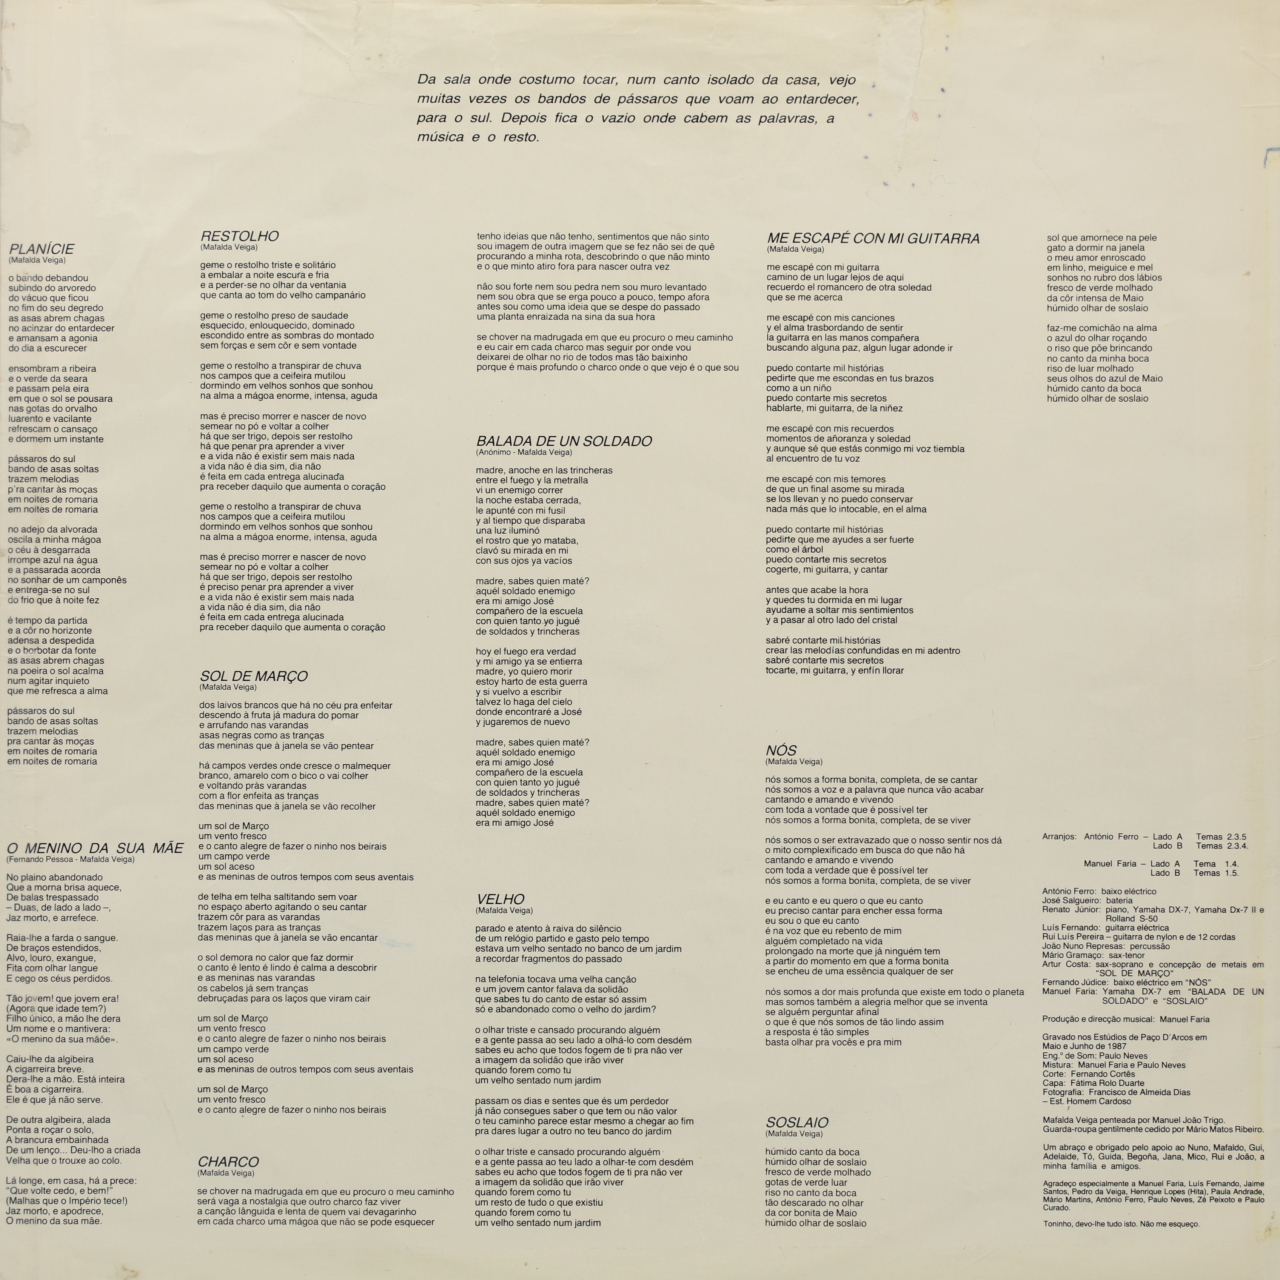 Da sala onde costumo tocar, num canto isolado da casa, vejo
muitas vezes os bandos de pássaros que voam ao entardecer,
para o sul. Depois fica o vazio onde cabem as palavras, a
música e o resto.
PLANÍCIE
(Mafalda Veiga)
o bando debandou
subindo do arvoredo
do vácuo que ficou
no fim do seu degredo
as asas abrem chagas
no acinzar do entardecer
e amansam a agonia
do dia a escurecer
ensombram a ribeira
e o verde da seara
e passam pela eira
em que o sol se pousara
nas gotas do orvalho
luarento e vacilante
refrescam o cansaço
e dormem um instante
pássaros do sul
bando de asas soltas
trazem melodias
p'ra cantar às moças
em noites de romaria
em noites de romaria
no adejo da alvorada
oscila a minha mágoa
o céu à desgarrada
irrompe azul na água
e a passarada acorda
no sonhar de um camponês
e entrega-se no sul
do frio que à noite fez
é tempo da partida
e a côr no horizonte
adensa a despedida
e o borbotar da fonte
as asas abrem chagas
na poeira o sol acalma
num agitar inquieto
que me refresca a alma
pássaros do sul
bando de asas soltas
trazem melodias
pra cantar às moças
em noites de romaria
em noites de romaria
O MENINO DA SUA MÃE
(Fernando Pessoa - Mafalda Veiga)
No plaino abandonado
Que a morna brisa aquece,
De balas trespassado
– Duas, de lado a lado –,
Jaz morto, e arrefece.
Raia-lhe a farda o sangue.
De braços estendidos,
Alvo, louro, exangue,
Fita com olhar langue
E cego os céus perdidos.
Tão jovem! que jovem era!
(Agora que idade tem?)
Filho único, a mão lhe dera
Um nome e o mantivera:
«O menino da sua mãoe».
Caiu-lhe da algibeira
A cigarreira breve.
Dera-lhe a mão. Está inteira
É boa a cigarreira.
Ele é que já não serve.
De outra algibeira, alada
Ponta a roçar o solo,
A brancura embainhada
De um lenço... Deu-lho a criada
Velha que o trouxe ao colo.
Lá longe, em casa, há a prece:
"Que volte cedo, e bem!"
(Malhas que o Império tece!)
Jaz morto, e apodrece,
O menino da sua mãe.
RESTOLHO
(Mafalda Veiga)
geme o restolho triste e solitário
a embalar a noite escura e fria
e a perder-se no olhar da ventania
que canta ao tom do velho campanário
geme o restolho preso de saudade
esquecido, enlouquecido, dominado
escondido entre as sombras do montado
sem forças e sem côr e sem vontade
geme o restolho a transpirar de chuva
nos campos que a ceifeira mutilou
dormindo em velhos sonhos que sonhou
na alma a mágoa enorme, intensa, aguda
mas é preciso morrer e nascer de novo
semear no pó e voltar a colher
há que ser trigo, depois ser restolho
há que penar pra aprender a viver
e a vida não é existir sem mais nada
a vida não é dia sim, dia não
é feita em cada entrega alucinada
pra receber daquilo que aumenta o coração
geme o restolho a transpirar de chuva
nos campos que a ceifeira mutilou
dormindo em velhos sonhos que sonhou
na alma a mágoa enorme, intensa, aguda
mas é preciso morrer e nascer de novo
semear no pó e voltar a colher
há que ser trigo, depois ser restolho
é preciso penar pra aprender a viver
e a vida não é existir sem mais nada
a vida não é dia sim, dia não
é feita em cada entrega alucinada
pra receber daquilo que aumenta o coração
SOL DE MARÇO
(Mafalda Veiga)
dos laivos brancos que há no céu pra enfeitar
descendo à fruta já madura do pomar
e arrufando nas varandas
asas negras como as tranças
das meninas que à janela se vão pentear
há campos verdes onde cresce o malmequer
branco, amarelo com o bico o vai colher
e voltando pràs varandas
com a flor enfeita as tranças
das meninas que à janela se vão recolher
um sol de Março
um vento fresco
e o canto alegre de fazer o ninho nos beirais
um campo verde
um sol aceso
e as meninas de outros tempos com seus aventais
de telha em telha saltitando sem voar
no espaço aberto agitando o seu cantar
trazem côr para as varandas
trazem laços para as tranças
das meninas que à janela se vão encantar
o sol demora no calor que faz dormir
o canto é lento é lindo é calma a descobrir
e as meninas nas varandas
os cabelos já sem tranças
debruçadas para os laços que viram cair
um sol de Março
um vento fresco
e o canto alegre de fazer o ninho nos beirais
um campo verde
um sol aceso
e as meninas de outros tempos com seus aventais
um sol de Março
um vento fresco
e o canto alegre de fazer o ninho nos beirais
CHARCO
(Mafalda Veiga)
se chover na madrugada em que eu procuro o meu caminho
será vaga a nostalgia que outro charco faz viver
a canção lânguida e lenta de quem vai devagarinho
em cada charco uma mágoa que não se pode esquecer
tenho ideias que não tenho, sentimentos que não sinto
sou imagem de outra imagem que se fez não sei de quê
procurando a minha rota, descobrindo o que não minto
e o que minto atiro fora para nascer outra vez
não sou forte nem sou pedra nem sou muro levantado
nem sou obra que se erga pouco a pouco, tempo afora
antes sou como uma ideia que se despe do passado
uma planta enraizada na sina da sua hora
se chover na madrugada em que eu procuro o meu caminho
e eu cair em cada charco mas seguir por onde vou
deixarei de olhar no rio de todos mas tão baixinho
porque é mais profundo o charco onde o que vejo é o que sou
BALADA DE UN SOLDADO
(Anónimo - Mafalda Veiga)
madre, anoche en las trincheras
entre el fuego y la metralla
vi un enemigo correr
la noche estaba cerrada,
le apunté con mi fusil
y al tiempo que disparaba
una luz iluminó
el rostro que yo mataba,
clavó su mirada en mi
con sus ojos ya vacíos
madre, sabes quien maté?
aquél soldado enemigo
era mi amigo José
compañero de la escuela
con quien tanto yo jugué
de soldados y trincheras
hoy el fuego era verdad
y mi amigo ya se entierra
madre, yo quiero morir
estoy harto de esta guerra
y si vuelvo a escribir
talvez lo haga del cielo
donde encontraré a José
y jugaremos de nuevo
madre, sabes quien maté?
aquél soldado enemigo
era mi amigo José
compañero de la escuela
con quien tanto yo jugué
de soldados y trincheras
madre, sabes quien maté?
aquél soldado enemigo
era mi amigo José
VELHO
(Mafalda Veiga)
parado e atento à raiva do silêncio
de um relógio partido e gasto pelo tempo
estava um velho sentado no banco de um jardim
a recordar fragmentos do passado
na telefonia tocava uma velha canção
e um jovem cantor falava da solidão
que sabes tu do canto de estar só assim
só e abandonado como o velho do jardim?
o olhar triste e cansado procurando alguém
e a gente passa ao seu lado a olhá-lo com desdém
sabes eu acho que todos fogem de ti pra não ver
a imagem da solidão que irão viver
quando forem como tu
um velho sentado num jardim
passam os dias e sentes que és um perdedor
já não consegues saber o que tem ou não valor
o teu caminho parece estar mesmo a chegar ao fim
pra dares lugar a outro no teu banco do jardim
o olhar triste e cansado procurando alguém
e a gente passa ao teu lado a olhar-te com desdém
sabes eu acho que todos fogem de ti pra não ver
a imagem da solidão que irão viver
quando forem como tu
um resto de tudo o que existiu
quando forem como tu
um velho sentado num jardim
ME ESCAPÉ CON MI GUITARRA
(Mafalda Veiga)
me escapé con mi guitarra
camino de un lugar lejos de aqui
recuerdo el romancero de otra soledad
que se me acerca
me escapé con mis canciones
y el alma trasbordando de sentir
la guitarra en las manos compañera
buscando alguna paz, algun lugar adonde ir
puedo contarte mil histórias
pedirte que me escondas en tus brazos
como a un niño
puedo contarte mis secretos
hablarte, mi guitarra, de la niñez
me escapé con mis recuerdos
momentos de añoranza y soledad
y aunque sé que estás conmigo mi voz tiembla
al encuentro de tu voz
me escapé con mis temores
de que un final asome su mirada
se los llevan y no puedo conservar
nada más que lo intocable, en el alma
puedo contarte mil histórias
pedirte que me ayudes a ser fuerte
como el árbol
puedo contarte mis secretos
cogerte, mi guitarra, y cantar
antes que acabe la hora
y quedes tu dormida en mi lugar
ayudame a soltar mis sentimientos
y a pasar al otro lado del cristal
sabré contarte mil histórias
crear las melodías confundidas en mi adentro
sabré contarte mis secretos
tocarte, mi guitarra, y enfín llorar
NÓS
(Mafalda Veiga)
nós somos a forma bonita, completa, de se cantar
nós somos a voz e a palavra que nunca vão acabar
cantando e amando e vivendo
com toda a vontade que é possível ter
nós somos a forma bonita, completa, de se viver
nós somos o ser extravazado que o nosso sentir nos dá
o mito complexificado em busca do que não há
cantando e amando e vivendo
com toda a verdade que é possível ter
nós somos a forma bonita, completa, de se viver
e eu canto e eu quero o que eu canto
eu preciso cantar para encher essa forma
eu sou o que eu canto
é na voz que eu rebento de mim
alguém completado na vida
prolongado na morte que já ninguém tem
a partir do momento em que a forma bonita
se encheu de uma essência qualquer de ser
nós somos a dor mais profunda que existe em todo o planeta
mas somos também a alegria melhor que se inventa
se alguém perguntar afinal
o que é que nós somos de tão lindo assim
a resposta é tão simples
basta olhar pra vocês e pra mim
SOSLAIO
(Mafalda Veiga)
húmido canto da boca
húmido olhar de soslaio
fresco de verde molhado
gotas de verde luar
riso no canto da boca
tão descarado no olhar
da cor bonita de Maio
húmido olhar de soslaio
sol que amornece na pele
gato a dormir na janela
o meu amor enroscado
em linho, meiguice e mel
sonhos no rubro dos lábios
fresco de verde molhado
da côr intensa de Maio
húmido olhar de soslaio
faz-me comichão na alma
o azul do olhar roçando
o riso que põe brincando
no canto da minha boca
riso de luar molhado
seus olhos do azul de Maio
húmido canto da boca
húmido olhar de soslaio
Arranjos: António Ferro – Lado A Temas 2.3.5
Lado B Temas 2.3.4.
Manuel Faria – Lado A Tema 1.4.
Lado B Temas 1.5.
António Ferro: baixo eléctrico
José Salgueiro: bateria
Renato Júnior: piano, Yamaha DX-7, Yamaha Dx-7 II e
Rolland S-50
Luís Fernando: guitarra eléctrica
Rui Luís Pereira – guitarra de nylon e de 12 cordas
João Nuno Represas: percussão
Mário Gramaço: sax-tenor
Artur Costa: sax-soprano e concepção de metais em
"SOL DE MARÇO"
Fernando Júdice: baixo eléctrico em "NÓS"
Manuel Faria: Yamaha DX-7 em "BALADA DE UN
SOLDADO" e "SOSLAIO"
Produção e direcção musical: Manuel Faria
Gravado nos Estúdios de Paço D'Arcos em
Maio e Junho de 1987
Eng.º de Som: Paulo Neves
Mistura: Manuel Faria e Paulo Neves
Corte: Fernando Cortês
Capa: Fátima Rolo Duarte
Fotografia: Francisco de Almeida Dias
– Est. Homem Cardoso
Mafalda Veiga penteada por Manuel João Trigo.
Guarda-roupa gentilmente cedido por Mário Matos Ribeiro.
Um abraço e obrigado pelo apoio ao Nuno, Mafaldo, Gui,
Adelaide, Tó, Guida, Begoña, Jana, Mico, Rui e João, a
minha família e amigos.
Agradeço especialmente a Manuel Faria, Luís Fernando, Jaime
Santos, Pedro da Veiga, Henrique Lopes (Hita), Paula Andrade,
Mário Martins, António Ferro, Paulo Neves, Zé Peixoto e Paulo
Curado.
Toninho, devo-lhe tudo isto. Não me esqueço.